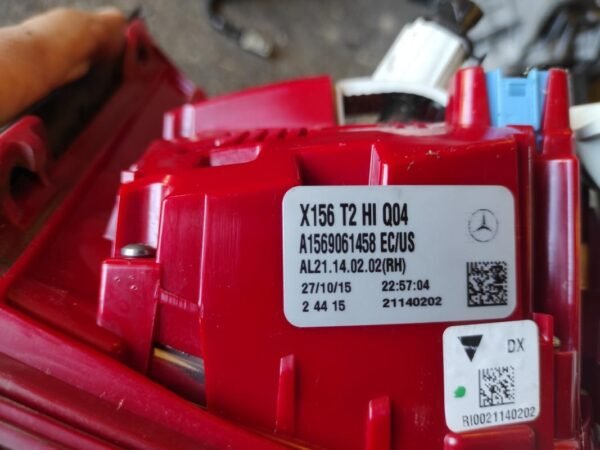 X156 T2 HI Q04
A1569061458 EC/US
AL21.14.02.02(RH)
27/10/15 22:57:04
2 44 15 21140202
DX
RI0021140202